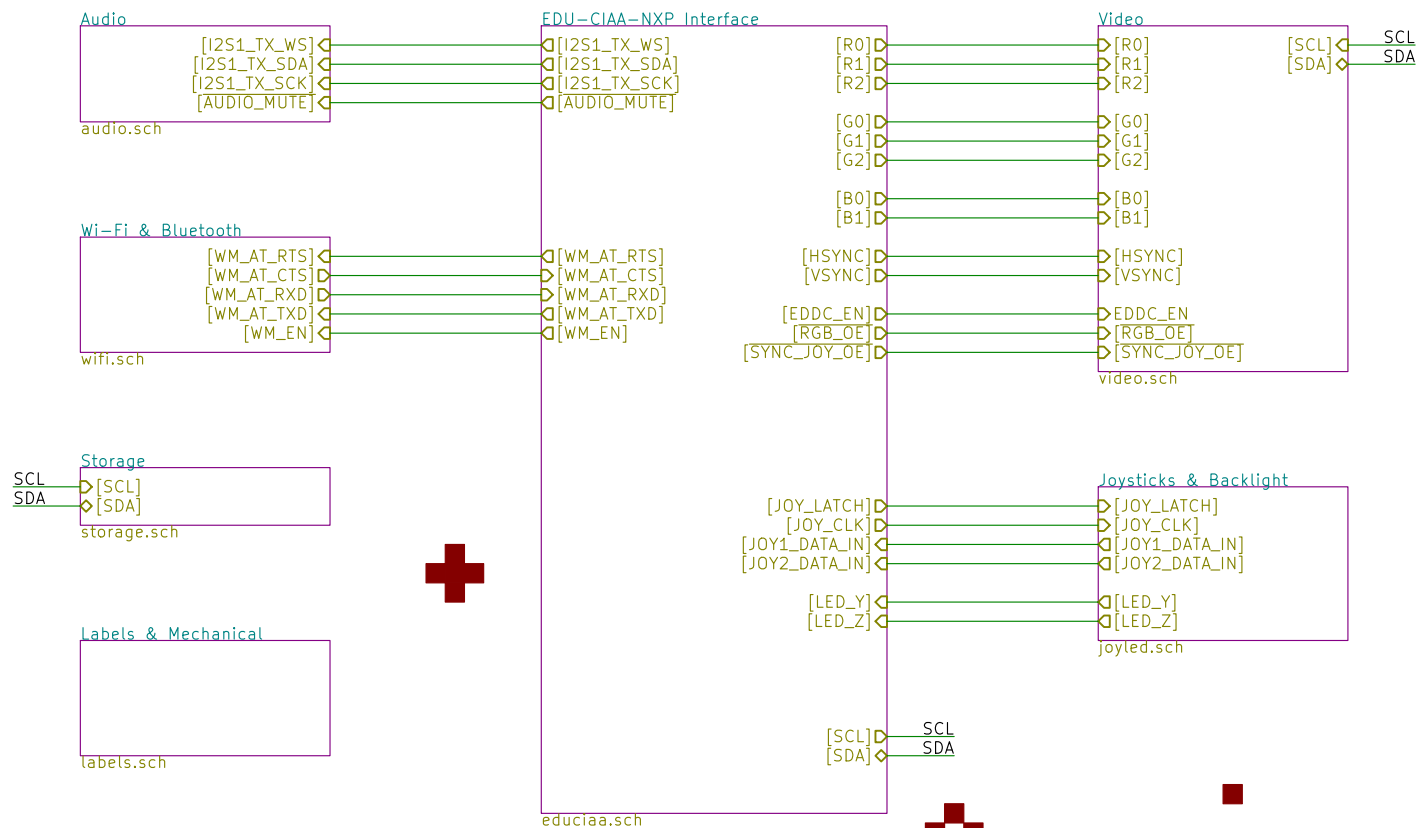 Audio
[I2S1_TX_WS]
[I2S1_TX_SDA]
[I2S1_TX_SCK]
[AUDIO_MUTE]
audio.sch
Wi-Fi & Bluetooth
[WM_AT_RTS]
[WM_AT_CTS]
[WM_AT_RXD]
[WM_AT_TXD]
[WM_EN]
wifi.sch
Storage
SCL
[SCL]
SDA
[SDA]
storage.sch
Labels & Mechanical
labels.sch
EDU-CIAA-NXP Interface
[I2S1_TX_WS]
[I2S1_TX_SDA]
[I2S1_TX_SCK]
[AUDIO_MUTE]
[WM_AT_RTS]
[WM_AT_CTS]
[WM_AT_RXD]
[WM_AT_TXD]
[WM_EN]
[R0]
[R1]
[R2]
[G0]
[G1]
[G2]
[B0]
[B1]
[HSYNC]
[VSYNC]
[EDDC_EN]
[RGB_OE]
[SYNC_JOY_OE]
[JOY_LATCH]
[JOY_CLK]
[JOY1_DATA_IN]
[JOY2_DATA_IN]
[LED_Y]
[LED_Z]
[SCL]
SCL
[SDA]
SDA
educiaa.sch
Video
[R0]
[R1]
[R2]
[G0]
[G1]
[G2]
[B0]
[B1]
[HSYNC]
[VSYNC]
EDDC_EN
[RGB_OE]
[SYNC_JOY_OE]
[SCL]
SCL
[SDA]
SDA
video.sch
Joysticks & Backlight
[JOY_LATCH]
[JOY_CLK]
[JOY1_DATA_IN]
[JOY2_DATA_IN]
[LED_Y]
[LED_Z]
joyled.sch